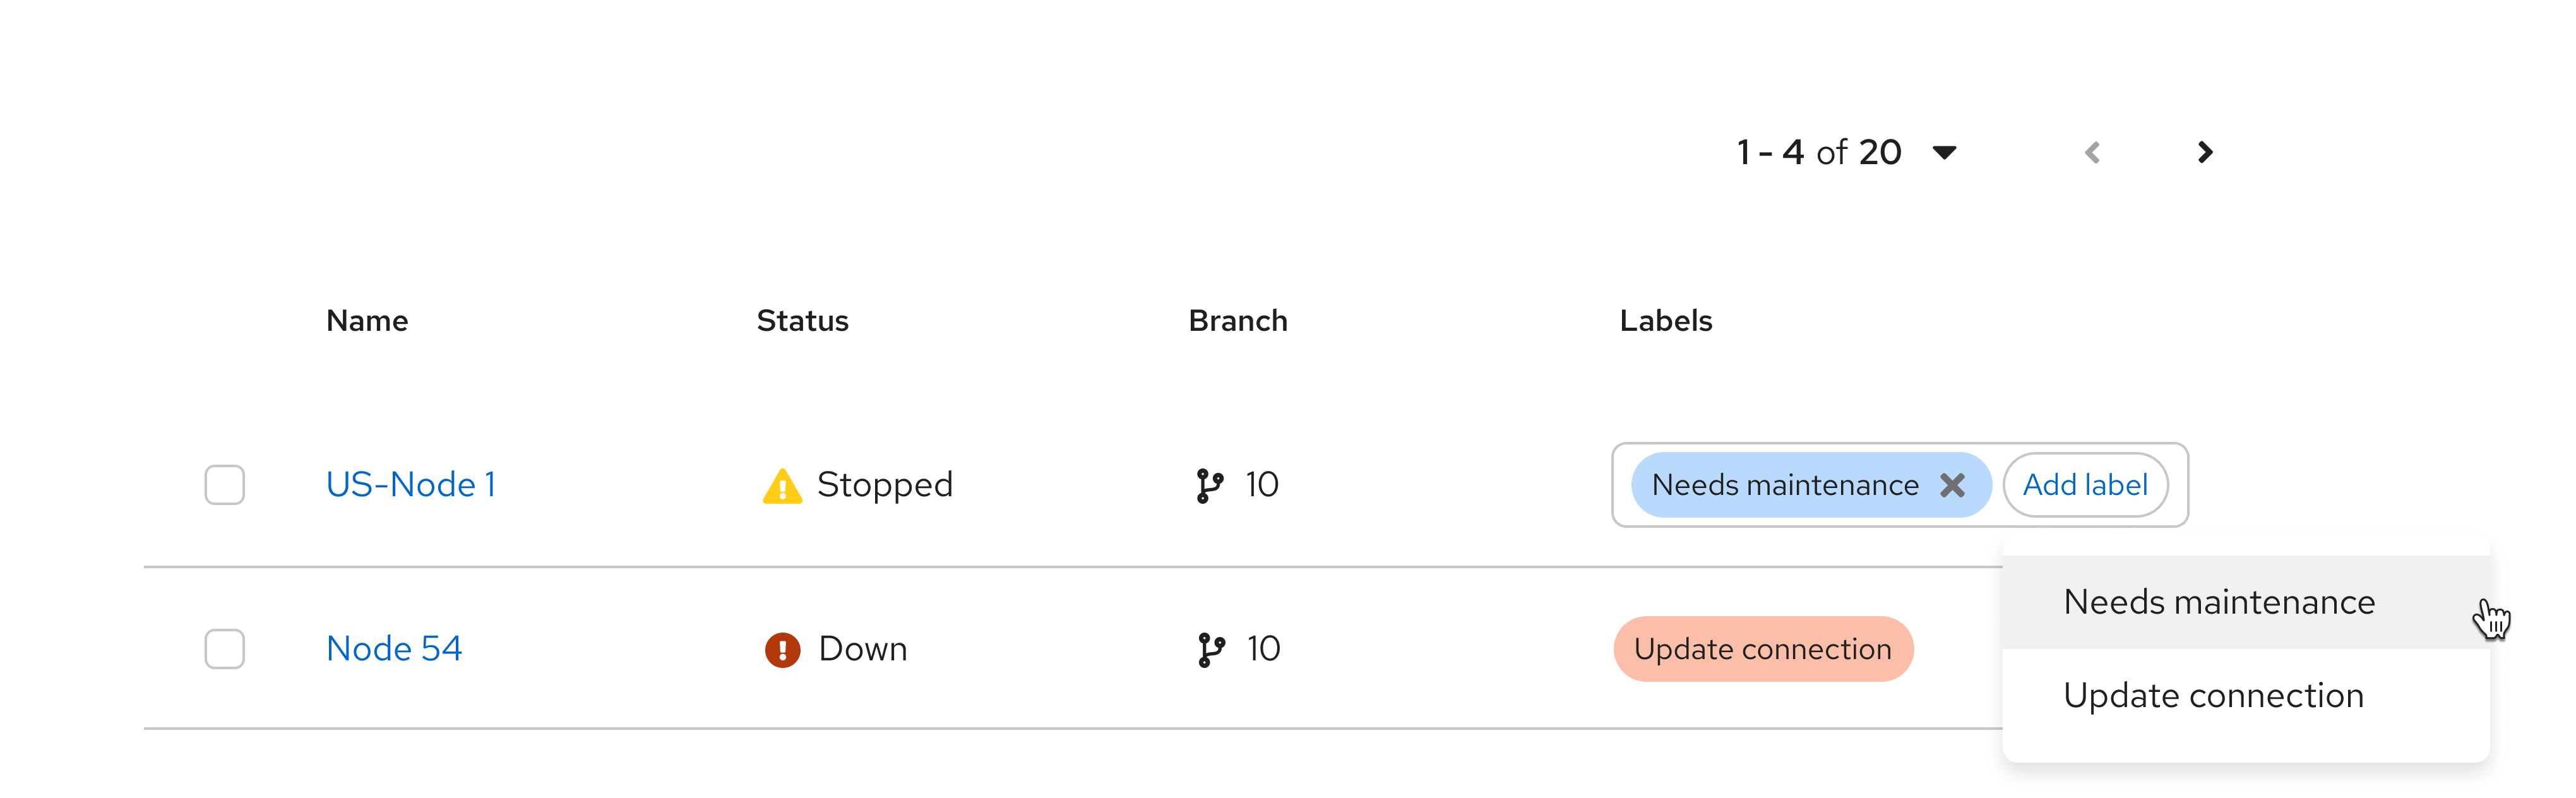 1 - 4 of 20
Name Status Branch Labels
US-Node 1 Stopped 10 Needs maintenance Add label
Needs maintenance
Node 54 Down 10 Update connection
Update connection